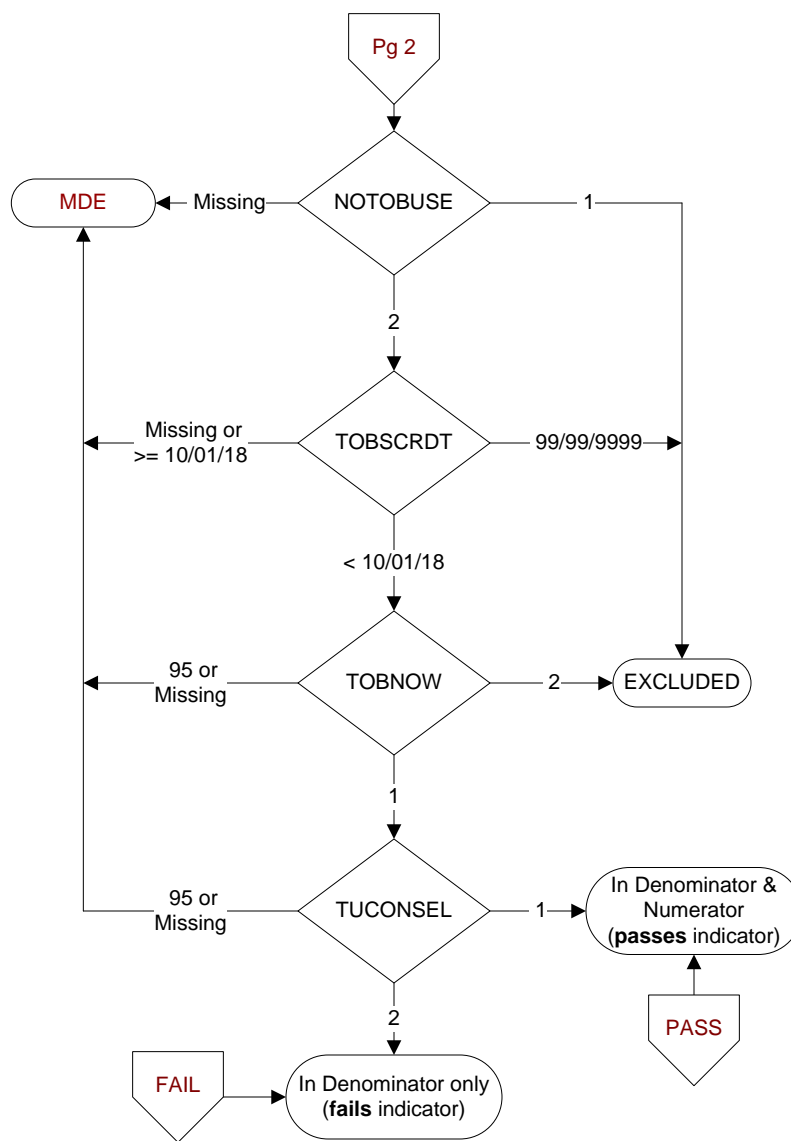 Pg 2
MDE
Missing
NOTOBUSE
1
2
Missing or
>= 10/01/18
TOBSCRDT
99/99/9999
< 10/01/18
95 or
Missing
TOBNOW
2
EXCLUDED
1
95 or
Missing
TUCONSEL
1
In Denominator &
Numerator
(passes indicator)
2
PASS
FAIL
In Denominator only
(fails indicator)